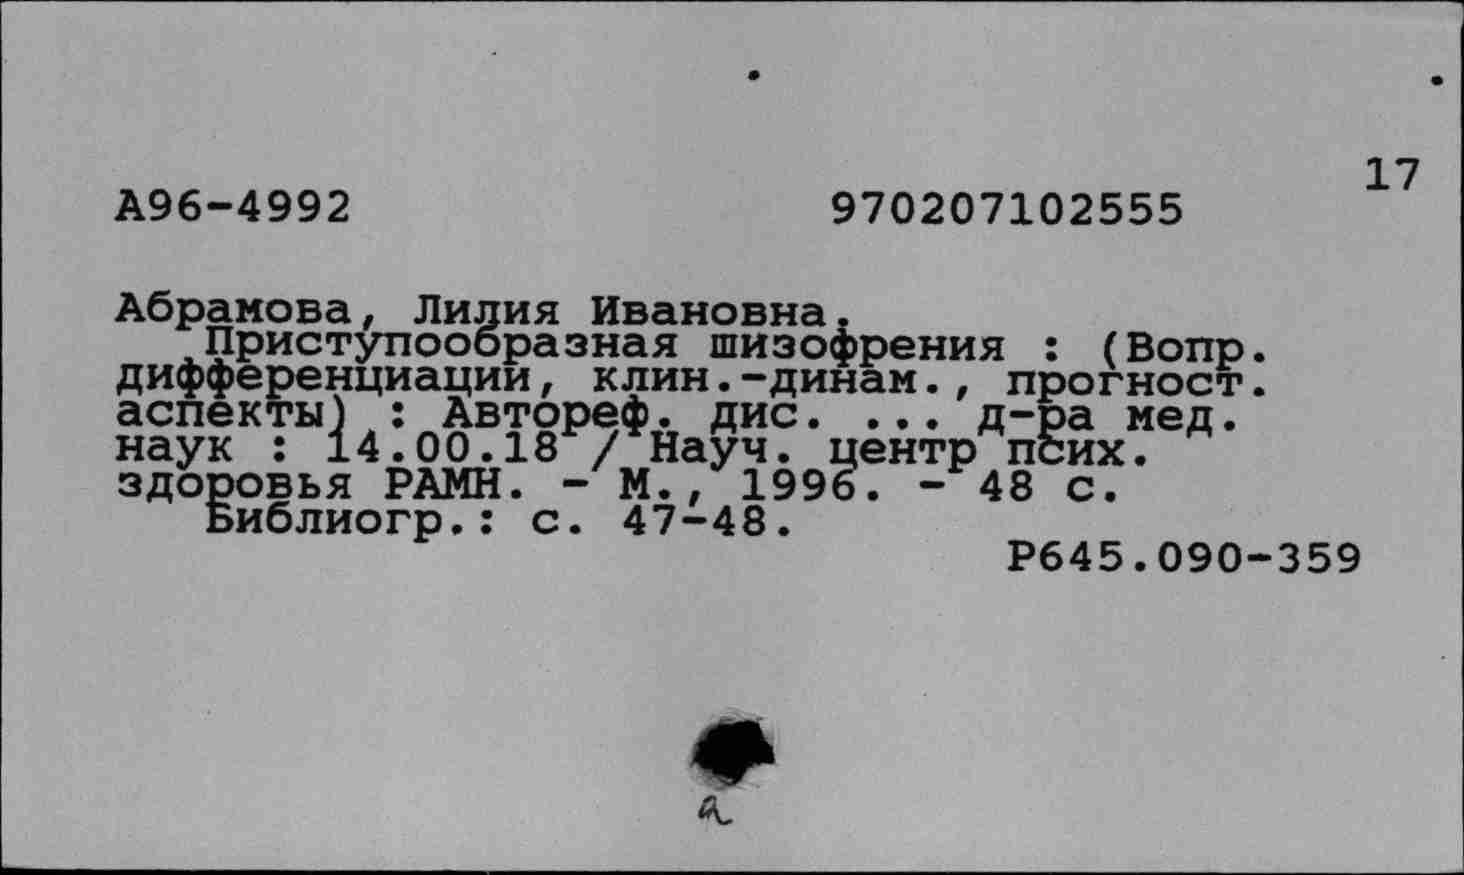 17
А96-4992 970207102555
Абрамова, Лилия Ивановна.
Приступообразная шизофрения : (Вопр.
дифференциации, клин.-динам., прогност.
аспекты) : Автореф. дис. ... д-ра мед.
наук : 14.00.18 / Науч. центр псих.
здоровья РАМН. - М., 1996. - 48 с.
Библиогр.: с. 47-48.
Р645.090-359